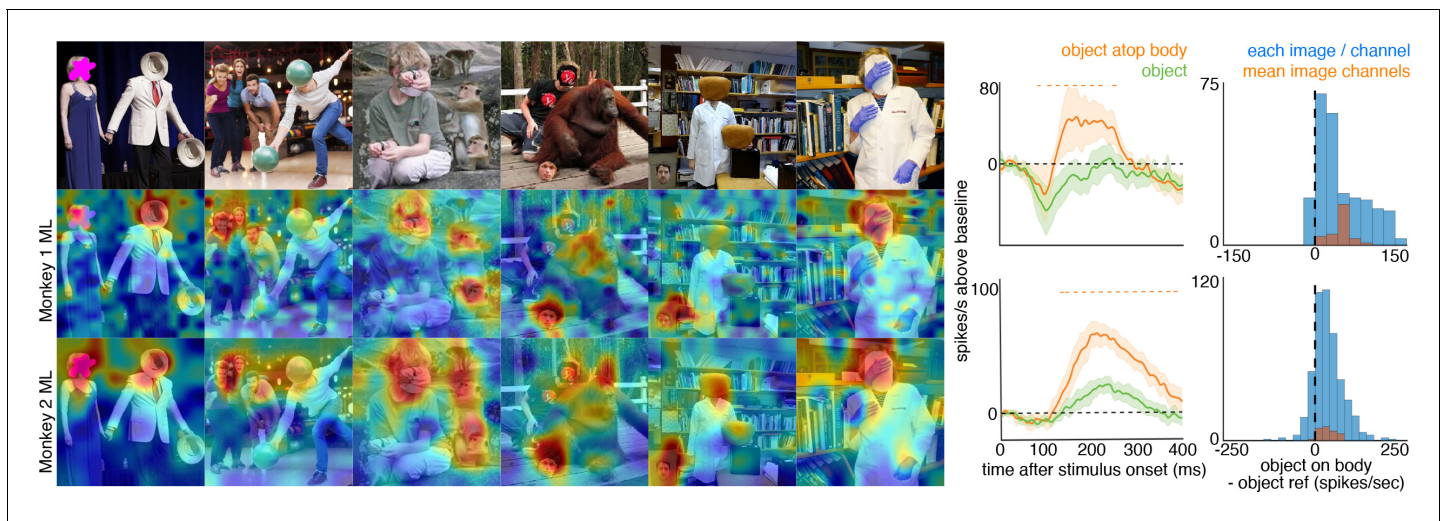 Monkey 1 ML
Monkey 2 ML
object atop body
object
each image / channel
mean image channels
80
0
75
0
-150
0
150
spikes/s above baseline
100
0
0
100
200
300
400
time after stimulus onset (ms)
120
0
-250
0
250
object on body
- object ref (spikes/sec)